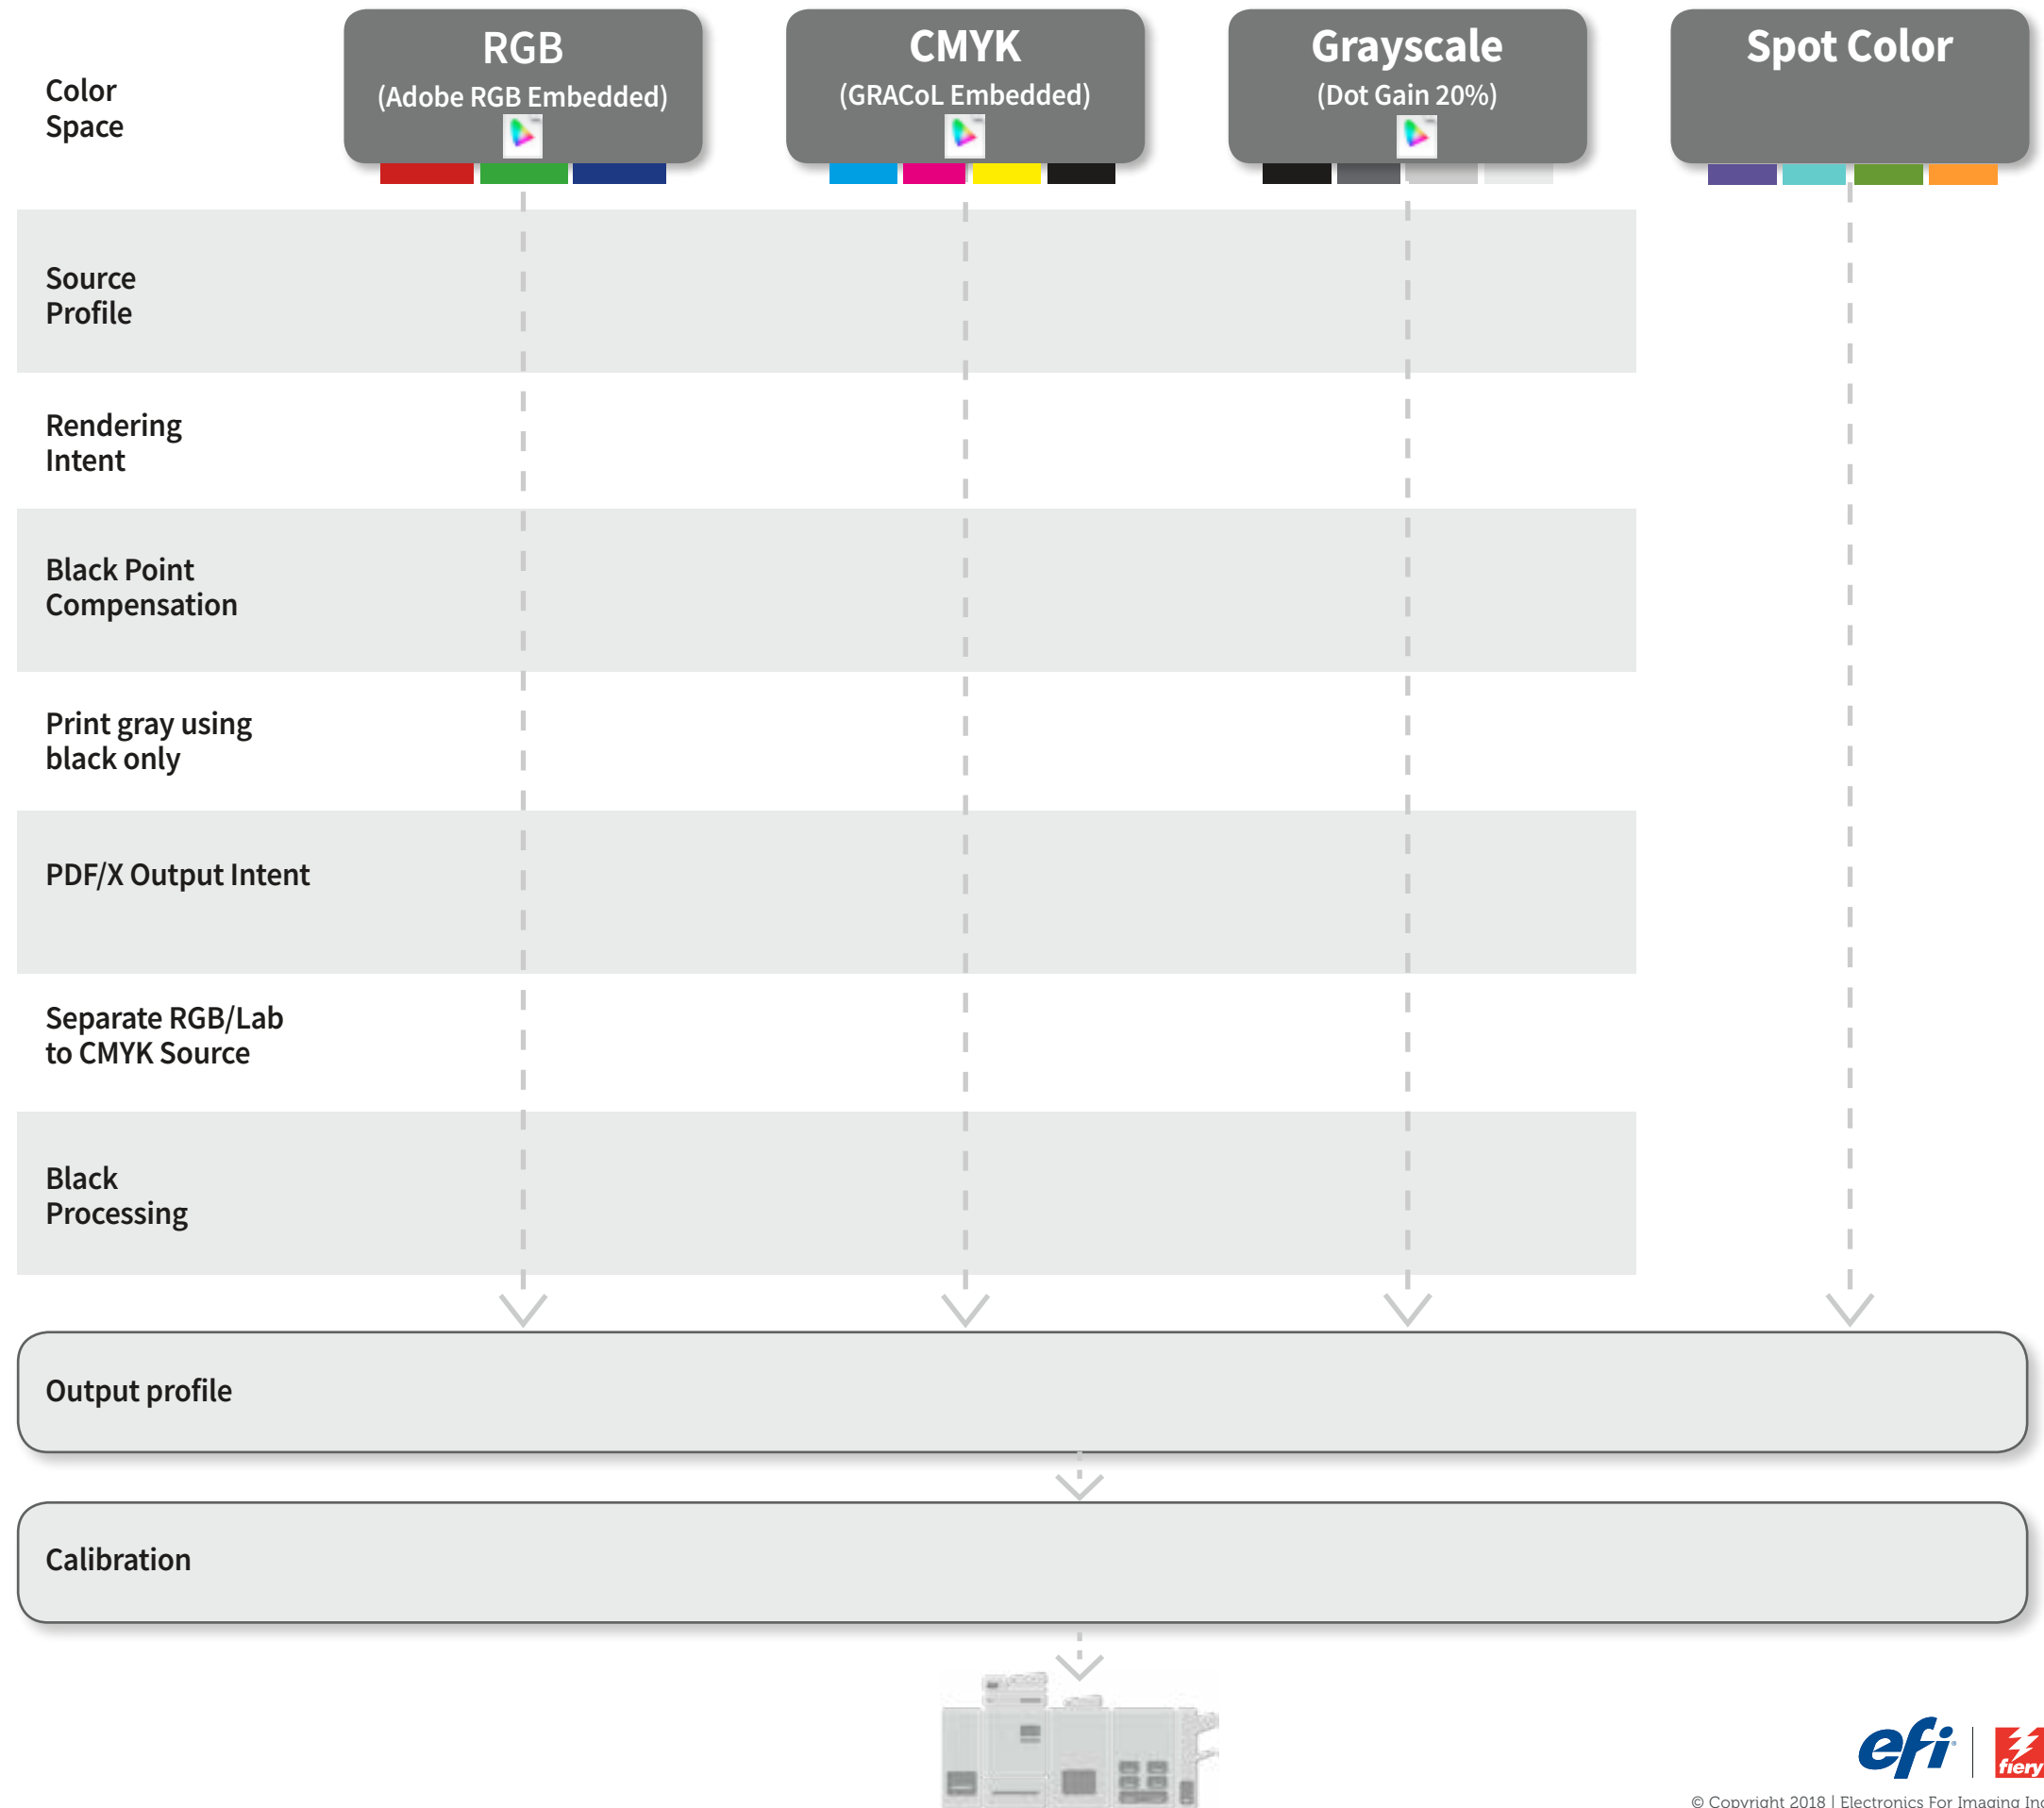 Color
Space
RGB
(Adobe RGB Embedded)
CMYK
(GRACoL Embedded)
Grayscale
(Dot Gain 20%)
Spot Color
Source
Profile
Rendering
Intent
Black Point
Compensation
Print gray using
black only
PDF/X Output Intent
Separate RGB/Lab
to CMYK Source
Black
Processing
Output profile
Calibration
efi
fiery
© Copyright 2018 | Electronics For Imaging Inc